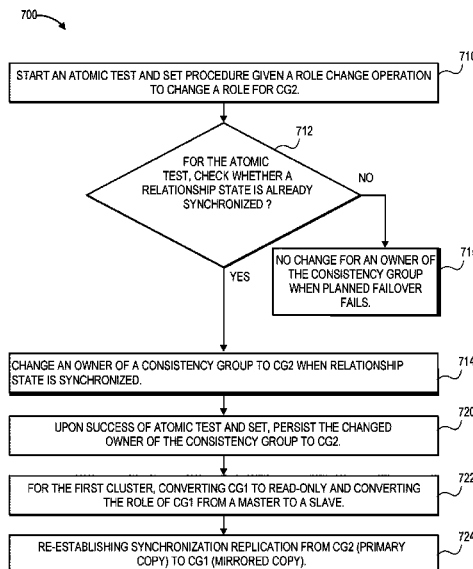 700
710
START AN ATOMIC TEST AND SET PROCEDURE GIVEN A ROLE CHANGE OPERATION
TO CHANGE A ROLE FOR CG2.
712
FOR THE ATOMIC
TEST, CHECK WHETHER A
RELATIONSHIP STATE IS ALREADY
SYNCHRONIZED ?
NO
YES
NO CHANGE FOR AN OWNER OF
THE CONSISTENCY GROUP
WHEN PLANNED FAILOVER
FAILS.
714
CHANGE AN OWNER OF A CONSISTENCY GROUP TO CG2 WHEN RELATIONSHIP
STATE IS SYNCHRONIZED.
720
UPON SUCCESS OF ATOMIC TEST AND SET, PERSIST THE CHANGED
OWNER OF THE CONSISTENCY GROUP TO CG2.
722
FOR THE FIRST CLUSTER, CONVERTING CG1 TO READ-ONLY AND CONVERTING
THE ROLE OF CG1 FROM A MASTER TO A SLAVE.
724
RE-ESTABLISHING SYNCHRONIZATION REPLICATION FROM CG2 (PRIMARY
COPY) TO CG1 (MIRRORED COPY).